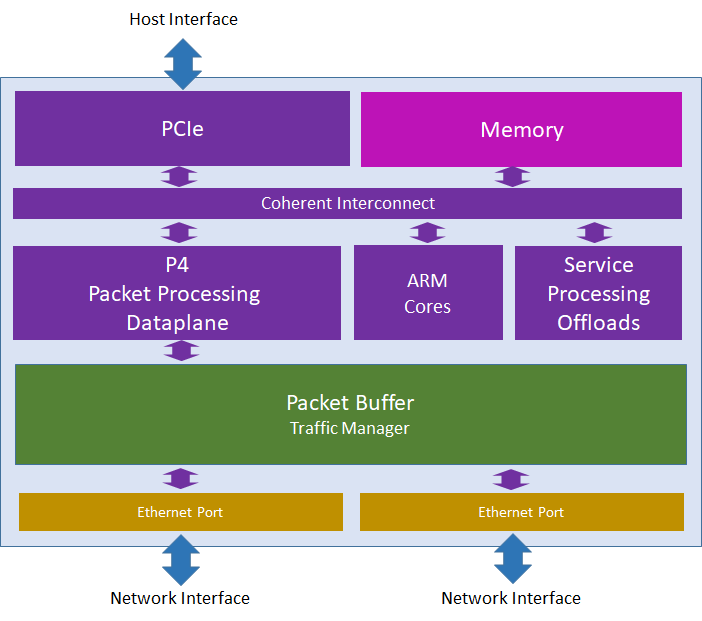 Host Interface
PCIe
Memory
Coherent Interconnect
P4
Packet Processing
Dataplane
ARM
Cores
Service
Processing
Offloads
Packet Buffer
Traffic Manager
Ethernet Port
Ethernet Port
Network Interface
Network Interface